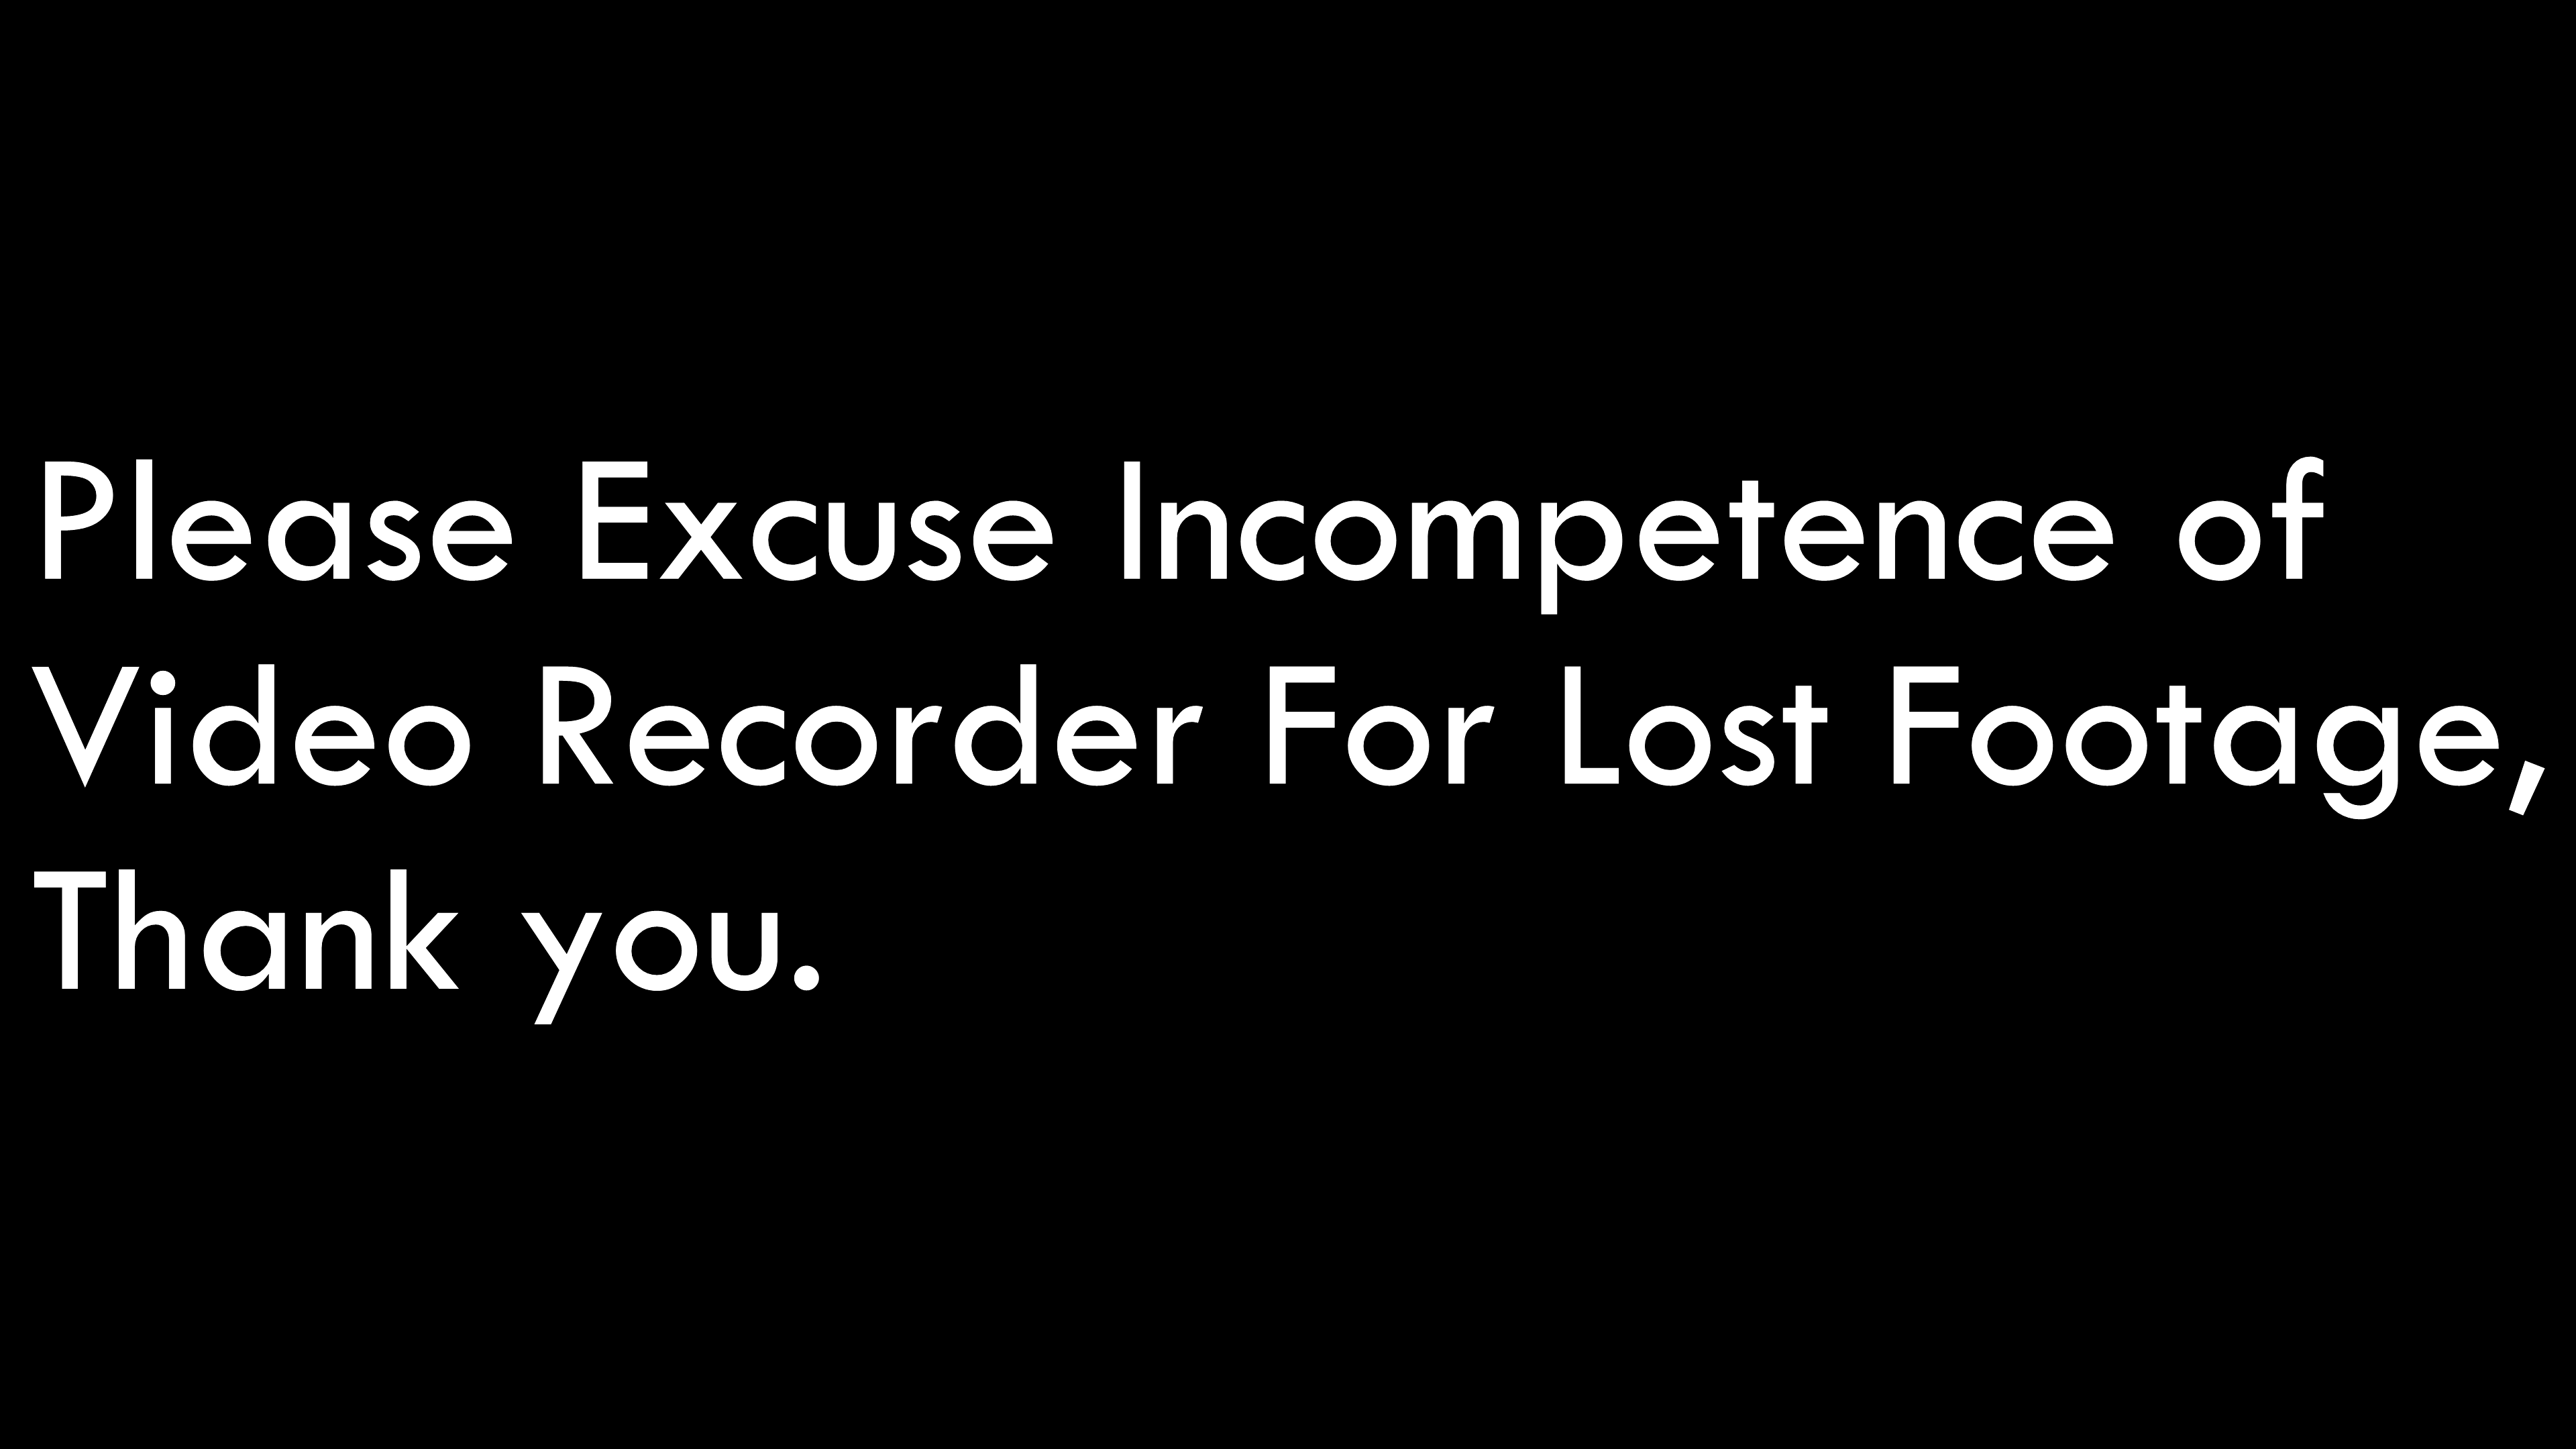 Please Excuse Incompetence of
Video Recorder For Lost Footage,
Thank you.